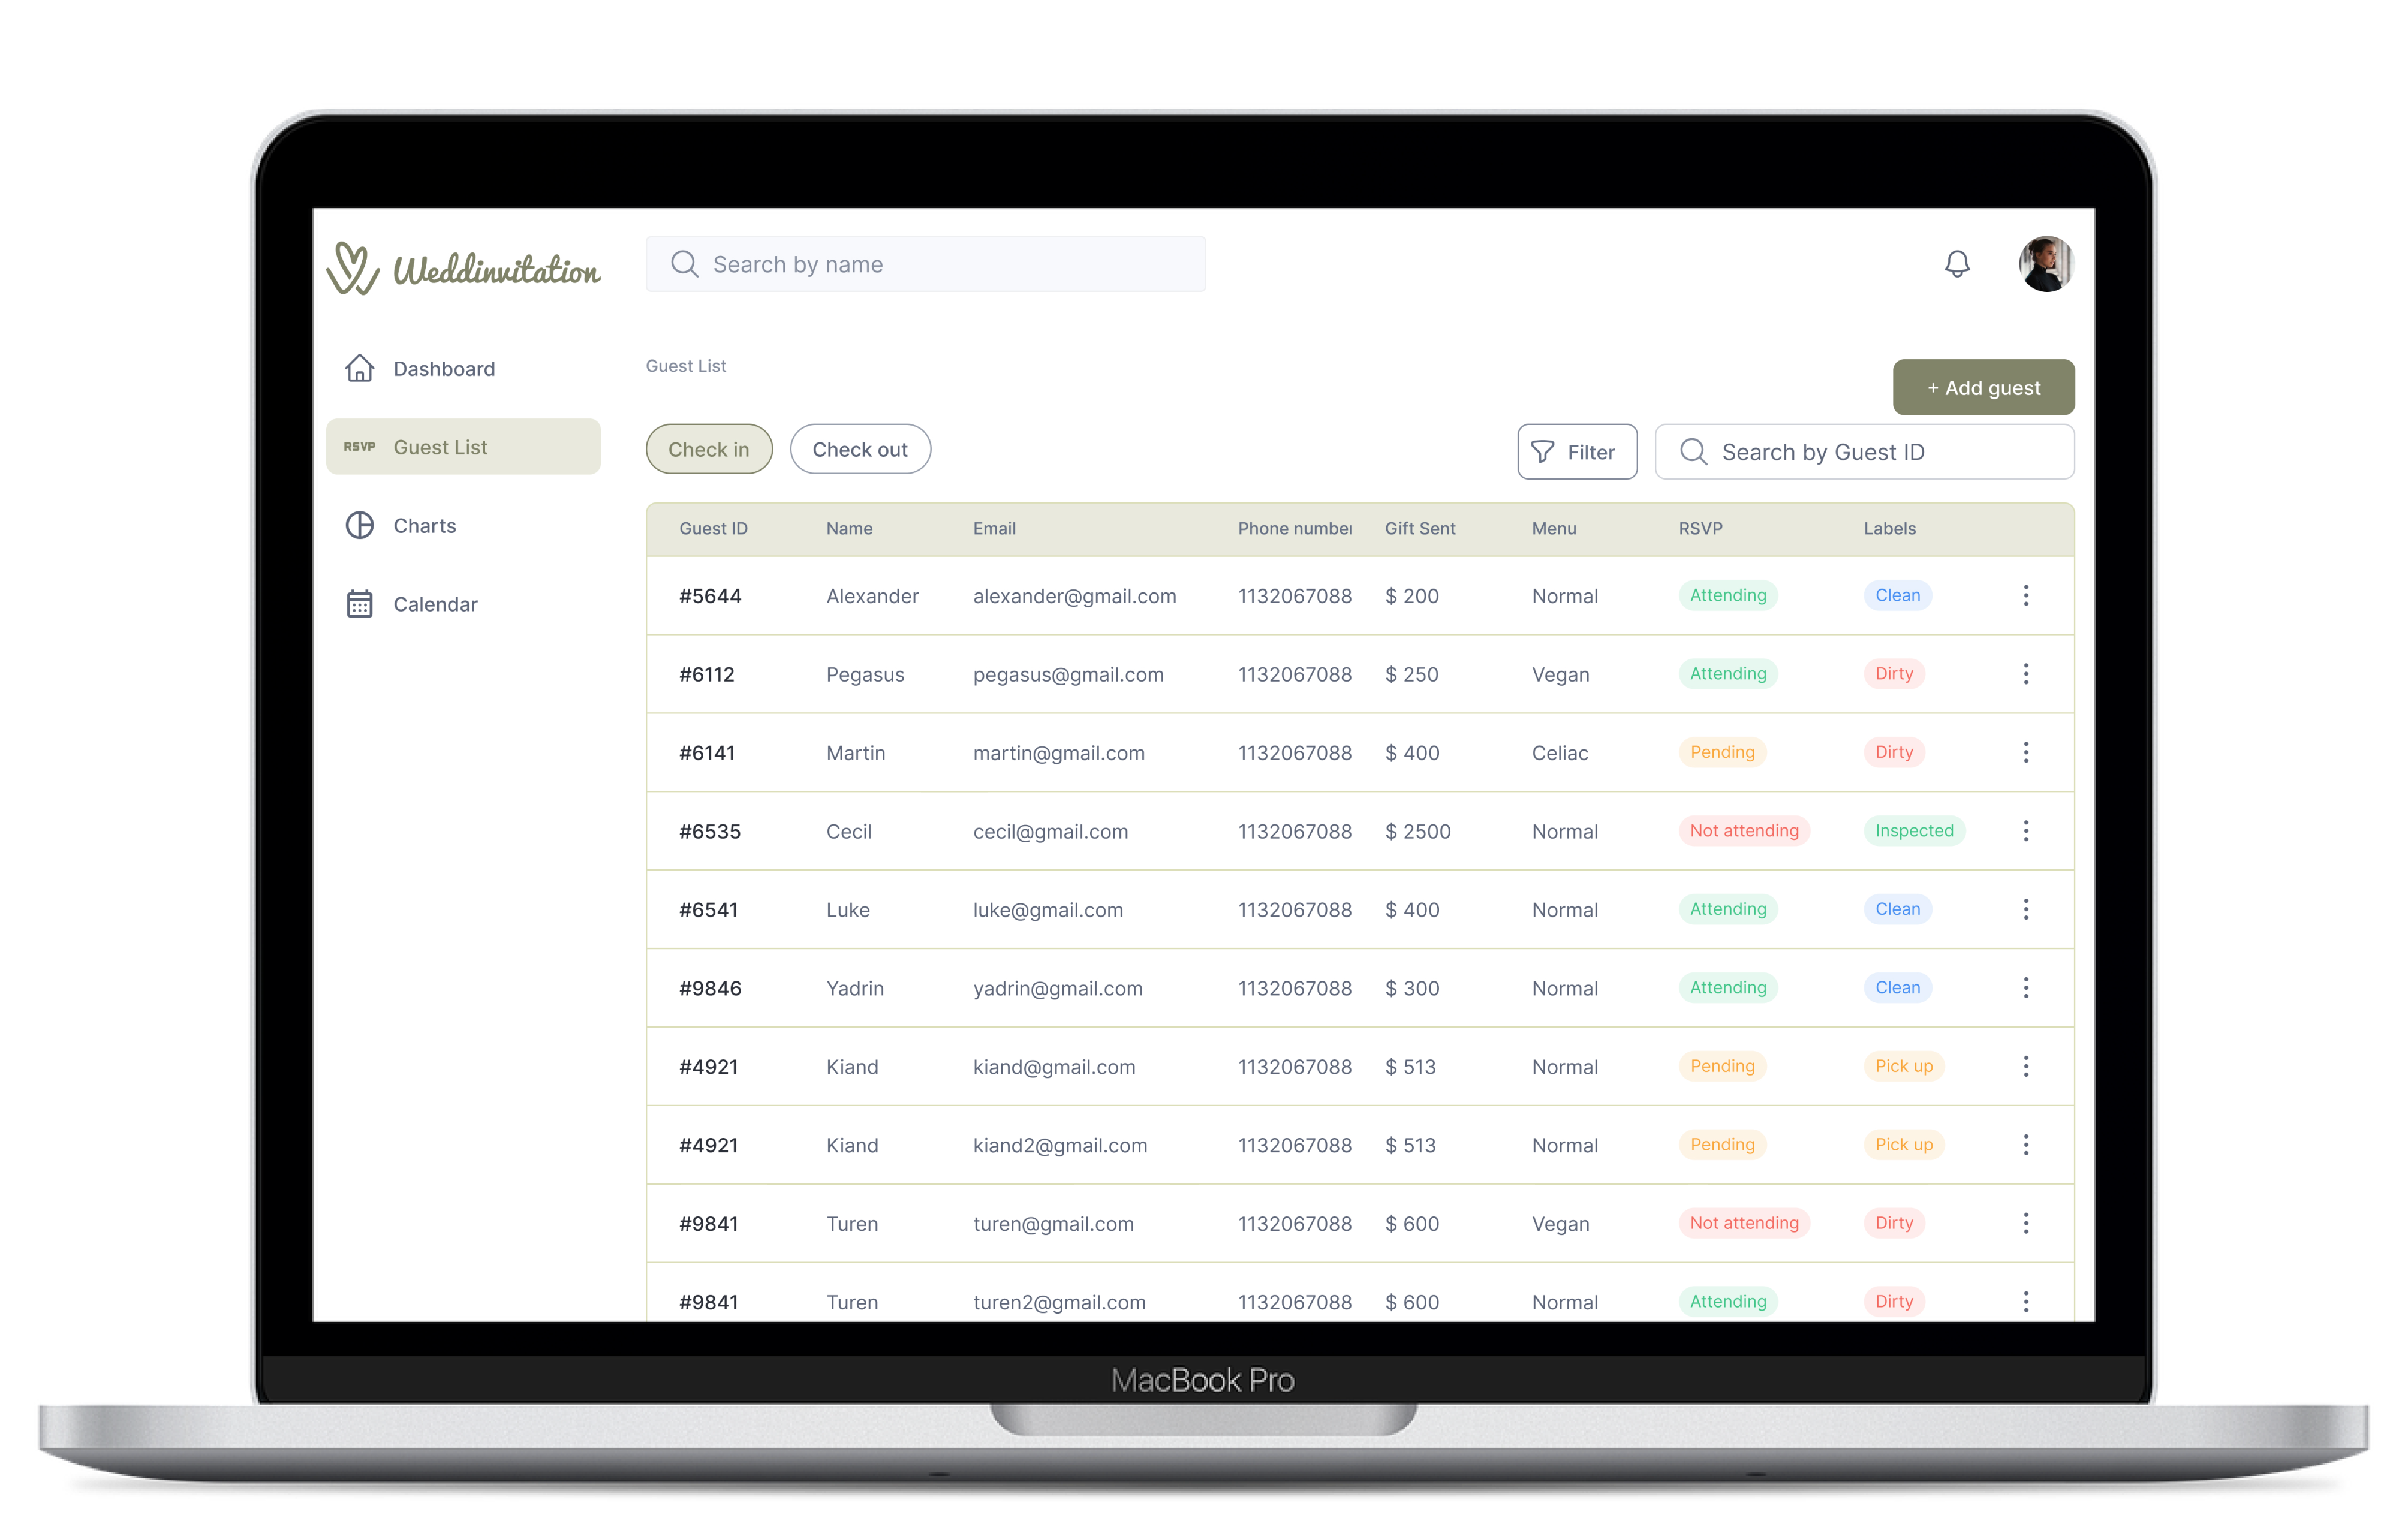 Weddinvitation
Search by name
Dashboard
RSVP Guest List
Charts
Calendar
Guest List
+ Add guest
Check in Check out Filter Search by Guest ID
Guest ID Name Email Phone number Gift Sent Menu RSVP Labels
#5644 Alexander alexander@gmail.com 1132067088 $ 200 Normal Attending Clean
#6112 Pegasus pegasus@gmail.com 1132067088 $ 250 Vegan Attending Dirty
#6141 Martin martin@gmail.com 1132067088 $ 400 Celiac Pending Dirty
#6535 Cecil cecil@gmail.com 1132067088 $ 2500 Normal Not attending Inspected
#6541 Luke luke@gmail.com 1132067088 $ 400 Normal Attending Clean
#9846 Yadrin yadrin@gmail.com 1132067088 $ 300 Normal Attending Clean
#4921 Kiand kiand@gmail.com 1132067088 $ 513 Normal Pending Pick up
#4921 Kiand kiand2@gmail.com 1132067088 $ 513 Normal Pending Pick up
#9841 Turen turen@gmail.com 1132067088 $ 600 Vegan Not attending Dirty
#9841 Turen turen2@gmail.com 1132067088 $ 600 Normal Attending Dirty
MacBook Pro